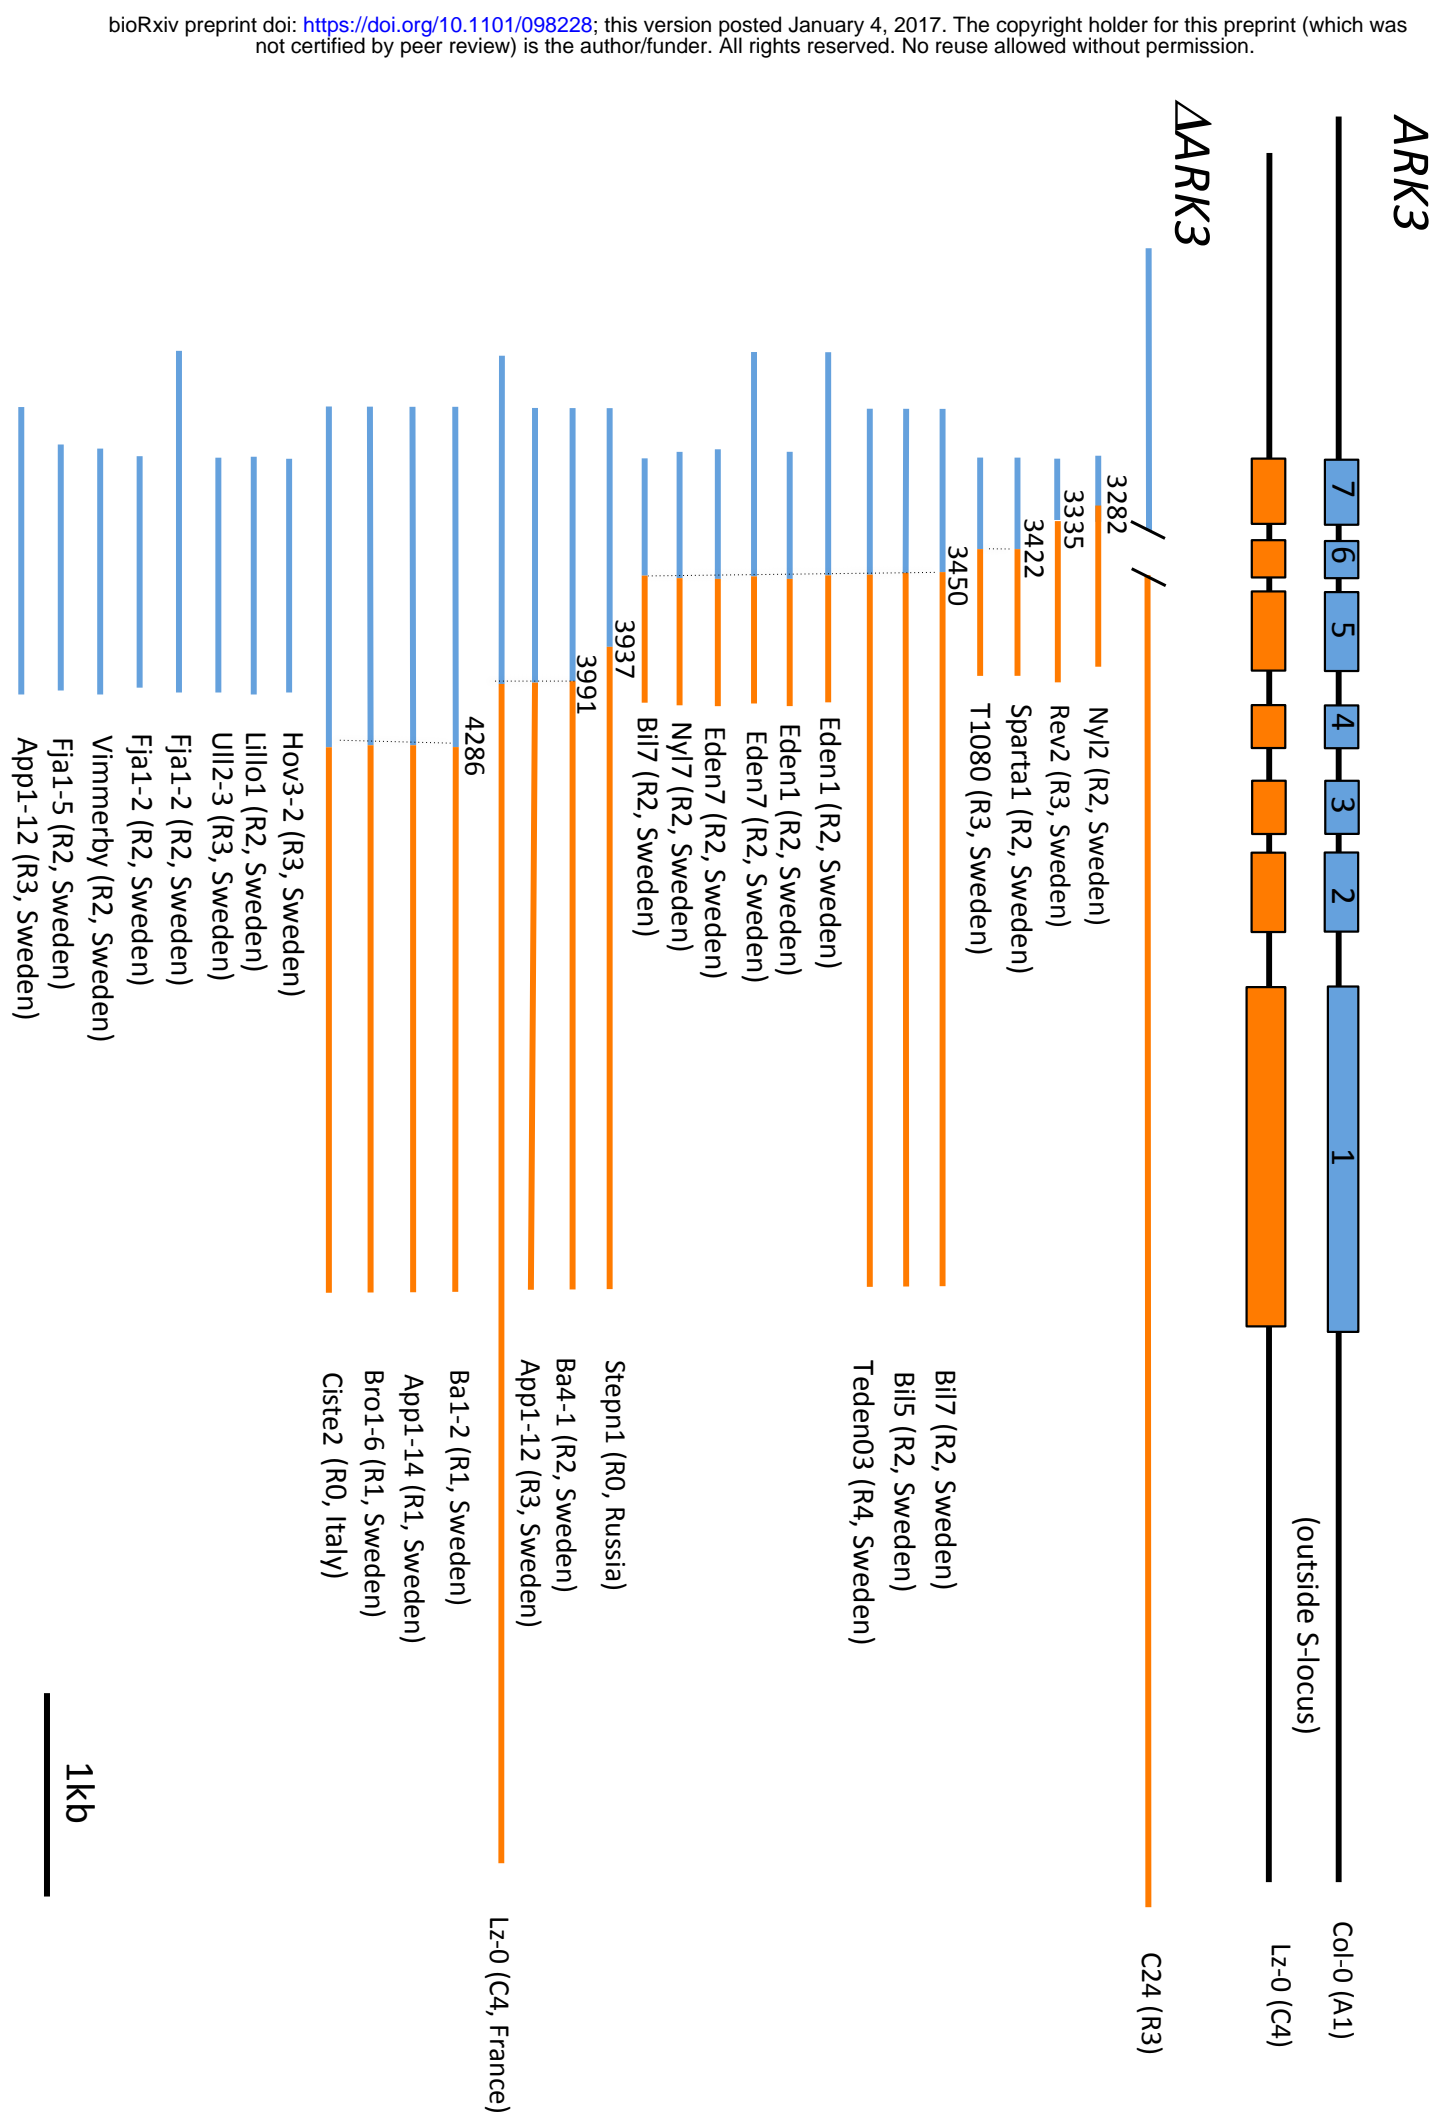 bioRxiv preprint doi: https://doi.org/10.1101/098228; this version posted January 4, 2017. The copyright holder for this preprint (which was
not certified by peer review) is the author/funder. All rights reserved. No reuse allowed without permission.
ARK3
7 6 5 4 3 2 1
Col-0 (A1)
(outside S-locus)
Lz-0 (C4)
ΔARK3
C24 (R3)
3282
Nyl2 (R2, Sweden)
3335
Rev2 (R3, Sweden)
3422
Sparta1 (R2, Sweden)
T1080 (R3, Sweden)
3450
Bil7 (R2, Sweden)
Bil5 (R2, Sweden)
Teden03 (R4, Sweden)
Eden1 (R2, Sweden)
Eden1 (R2, Sweden)
Eden7 (R2, Sweden)
Eden7 (R2, Sweden)
Nyl7 (R2, Sweden)
Bil7 (R2, Sweden)
3937
Stepn1 (R0, Russia)
3991
Ba4-1 (R2, Sweden)
App1-12 (R3, Sweden)
Lz-0 (C4, France)
4286
Ba1-2 (R1, Sweden)
App1-14 (R1, Sweden)
Bro1-6 (R1, Sweden)
Ciste2 (R0, Italy)
Hov3-2 (R3, Sweden)
Lillo1 (R2, Sweden)
Ull2-3 (R3, Sweden)
Fja1-2 (R2, Sweden)
Fja1-2 (R2, Sweden)
Vimmerby (R2, Sweden)
Fja1-5 (R2, Sweden)
App1-12 (R3, Sweden)
1kb